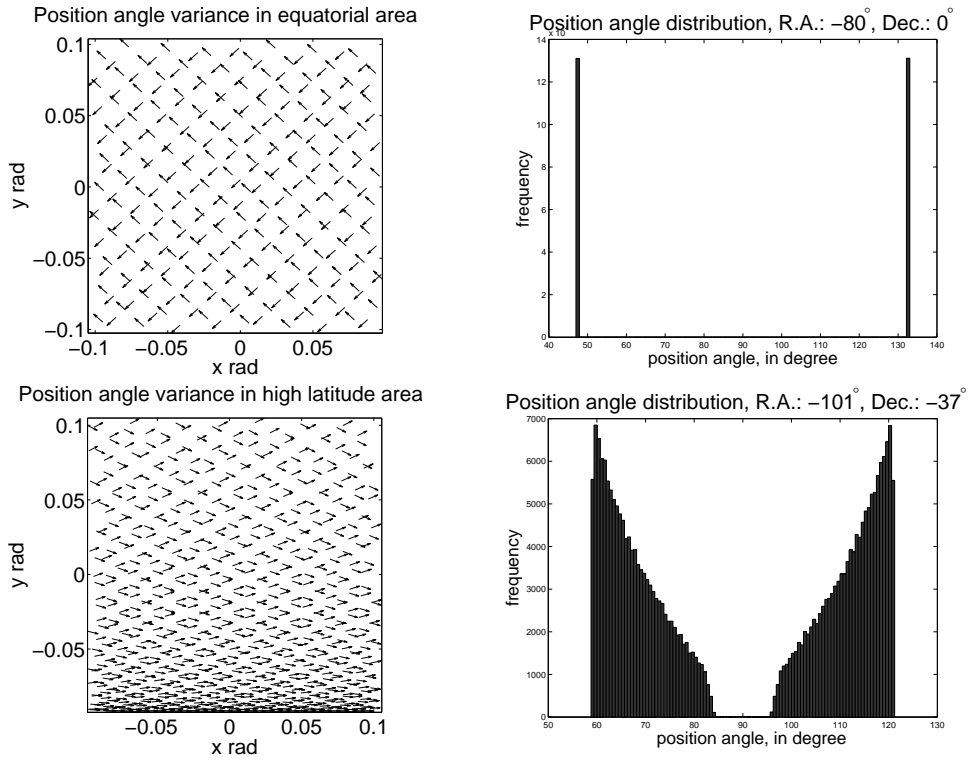 Position angle variance in equatorial area
0.1
0.05
0
−0.05
−0.1
y rad
−0.1 −0.05 0 0.05
x rad
Position angle distribution, R.A.: −80°, Dec.: 0°
x 10
14
12
10
8
6
4
2
0
frequency
40 50 60 70 80 90 100 110 120 130 140
position angle, in degree
Position angle variance in high latitude area
0.1
0.05
0
−0.05
y rad
−0.05 0 0.05 0.1
x rad
Position angle distribution, R.A.: −101°, Dec.: −37°
7000
6000
5000
4000
3000
2000
1000
0
frequency
50 60 70 80 90 100 110 120 130
position angle, in degree